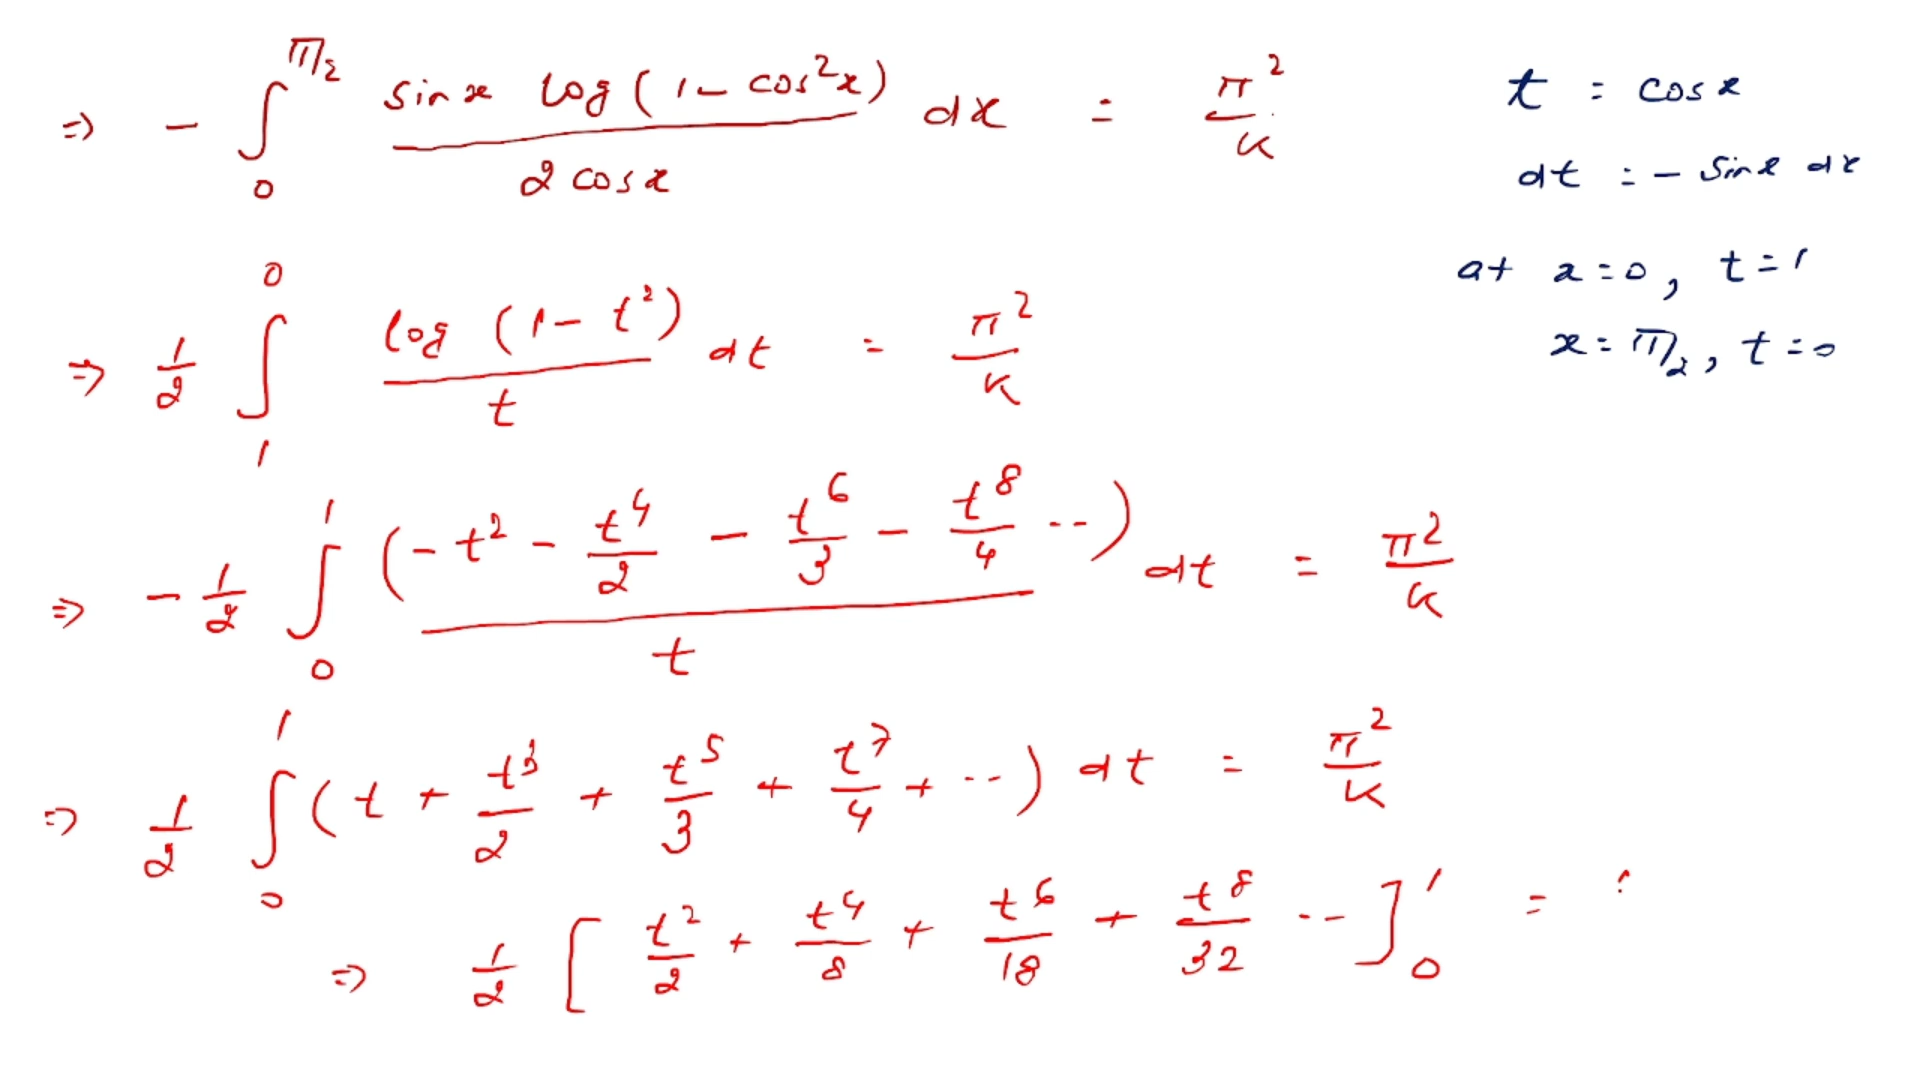 ⇒ - ∫₀^{π/2} (sin x log(1 - cos²x))/(2 cos x) dx = π²/k
t = cos x
dt = - sin x dx
at x = 0, t = 1
x = π/2, t = 0
⇒ 1/2 ∫₁⁰ (log (1 - t²))/t dt = π²/k
⇒ - 1/2 ∫₀¹ (- t² - t⁴/2 - t⁶/3 - t⁸/4 --)/t dt = π²/k
⇒ 1/2 ∫₀¹ (t + t³/2 + t⁵/3 + t⁷/4 + --) dt = π²/k
⇒ 1/2 [t²/2 + t⁴/8 + t⁶/18 + t⁸/32 --]₀¹ =